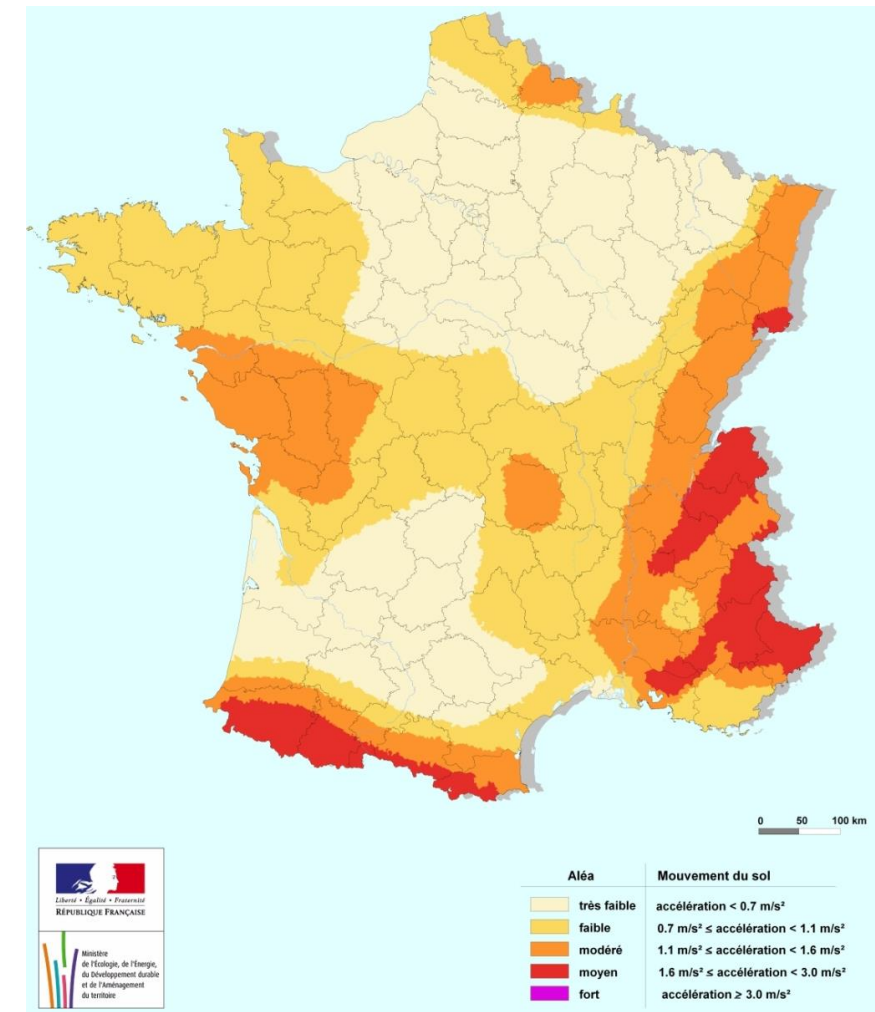 0 50 100 km
Liberté • Égalité • Fraternité
RÉPUBLIQUE FRANÇAISE
Ministère
de l'Écologie, de l'Énergie,
du Développement durable
et de l'Aménagement
du territoire
Aléa Mouvement du sol
très faible accélération < 0.7 m/s²
faible 0.7 m/s² ≤ accélération < 1.1 m/s²
modéré 1.1 m/s² ≤ accélération < 1.6 m/s²
moyen 1.6 m/s² ≤ accélération < 3.0 m/s²
fort accélération ≥ 3.0 m/s²